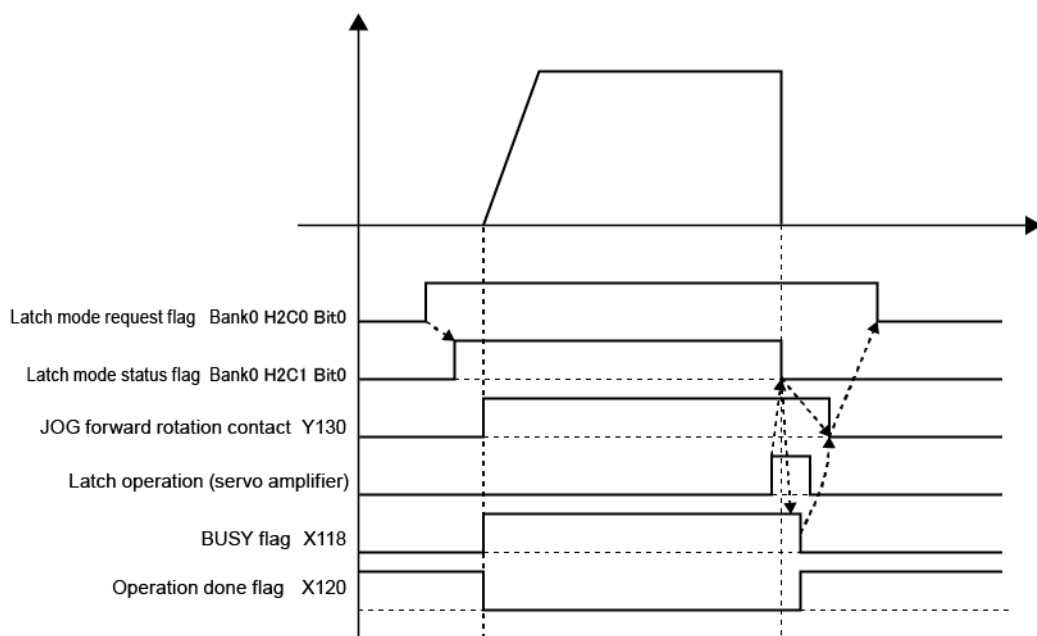 Latch mode request flag Bank0 H2C0 Bit0
Latch mode status flag Bank0 H2C1 Bit0
JOG forward rotation contact Y130
Latch operation (servo amplifier)
BUSY flag X118
Operation done flag X120